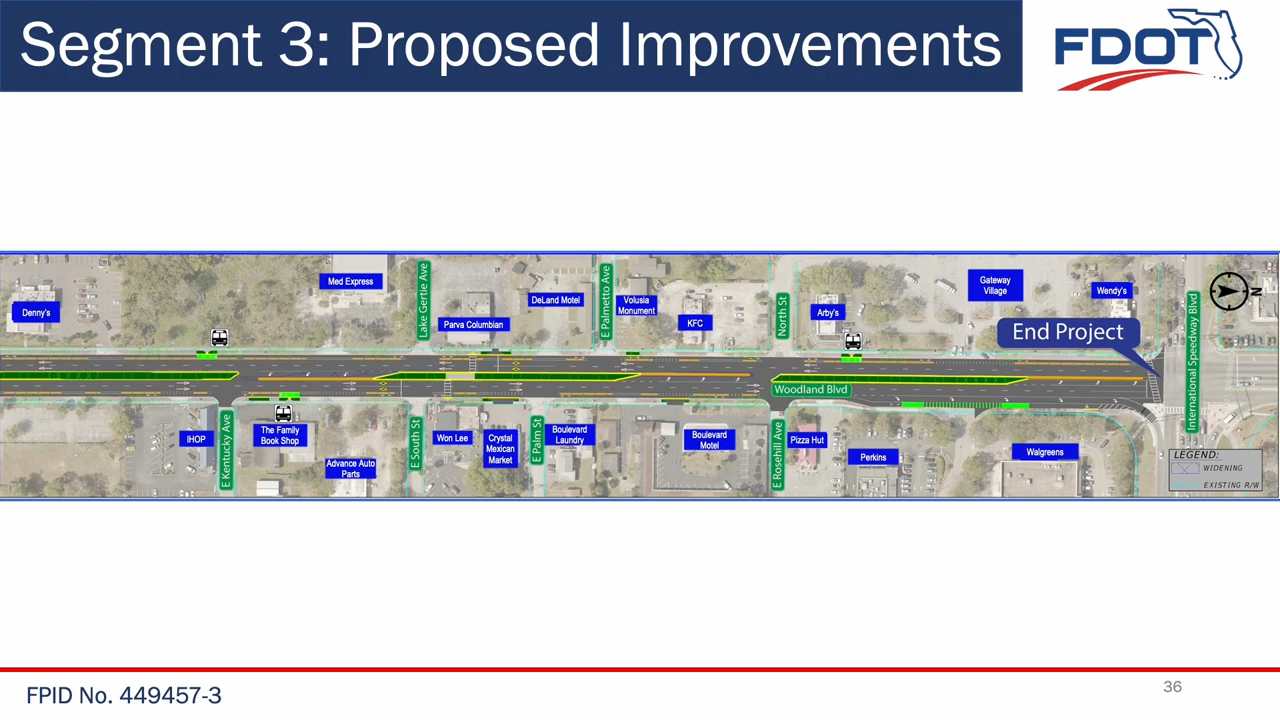 Segment 3: Proposed Improvements
FDOT
Denny's
Med Express
Lake Gertie Ave
Parva Columbian
DeLand Motel
E Palmetto Ave
Volusia
Monument
KFC
North St
Arby's
Gateway
Village
Wendy's
End Project
International Speedway Blvd
N
Woodland Blvd
IHOP
E Kentucky Ave
The Family
Book Shop
Advance Auto
Parts
E South St
Won Lee
Crystal
Mexican
Market
E Palm St
Boulevard
Laundry
Boulevard
Motel
E Rosehill Ave
Pizza Hut
Perkins
Walgreens
LEGEND:
WIDENING
EXISTING R/W
FPID No. 449457-3
36